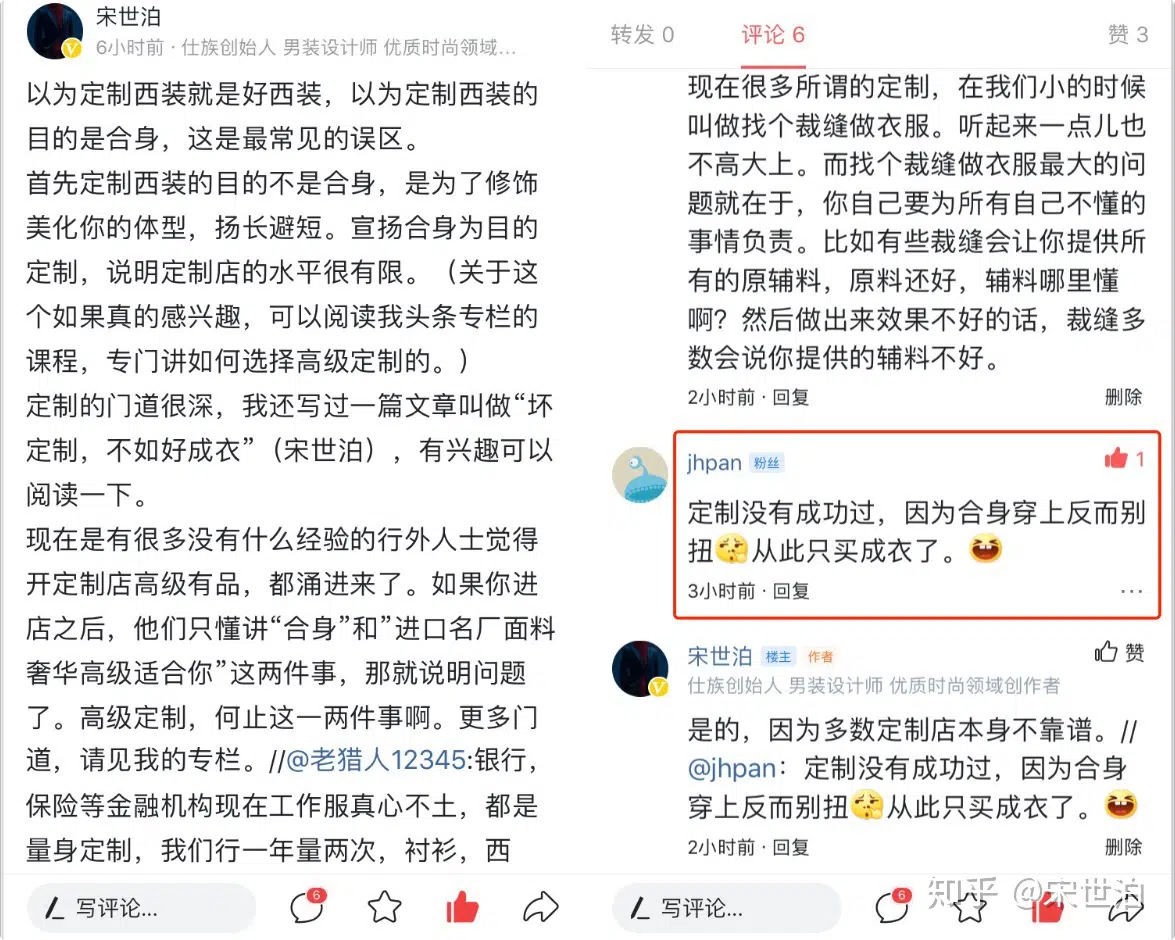 宋世泊
6小时前 · 仕族创始人 男装设计师 优质时尚领域...
以为定制西装就是好西装，以为定制西装的
目的是合身，这是最常见的误区。
首先定制西装的目的不是合身，是为了修饰
美化你的体型，扬长避短。宣扬合身为目的
定制，说明定制店的水平很有限。（关于这
个如果真的感兴趣，可以阅读我头条专栏的
课程，专门讲如何选择高级定制的。）
定制的门道很深，我还写过一篇文章叫做“坏
定制，不如好成衣”（宋世泊），有兴趣可以
阅读一下。
现在是有很多没有什么经验的行外人士觉得
开定制店高级有品，都涌进来了。如果你进
店之后，他们只懂讲“合身”和”进口名厂面料
奢华高级适合你”这两件事，那就说明问题
了。高级定制，何止这一两件事啊。更多门
道，请见我的专栏。//@老猎人12345:银行，
保险等金融机构现在工作服真心不土，都是
量身定制，我们行一年量两次，衬衫，西
写评论...
6
转发 0 评论 6 赞 3
现在很多所谓的定制，在我们小的时候
叫做找个裁缝做衣服。听起来一点儿也
不高大上。而找个裁缝做衣服最大的问
题就在于，你自己要为所有自己不懂的
事情负责。比如有些裁缝会让你提供所
有的原辅料，原料还好，辅料哪里懂
啊？然后做出来效果不好的话，裁缝多
数会说你提供的辅料不好。
2小时前 · 回复 删除
jhpan 粉丝 1
定制没有成功过，因为合身穿上反而别
扭🤫从此只买成衣了。😆
3小时前 · 回复 ...
宋世泊 楼主 作者 赞
仕族创始人 男装设计师 优质时尚领域创作者
是的，因为多数定制店本身不靠谱。//
@jhpan：定制没有成功过，因为合身
穿上反而别扭🤫从此只买成衣了。😆
2小时前 · 回复 删除
写评论...
6
知乎 @宋世泊